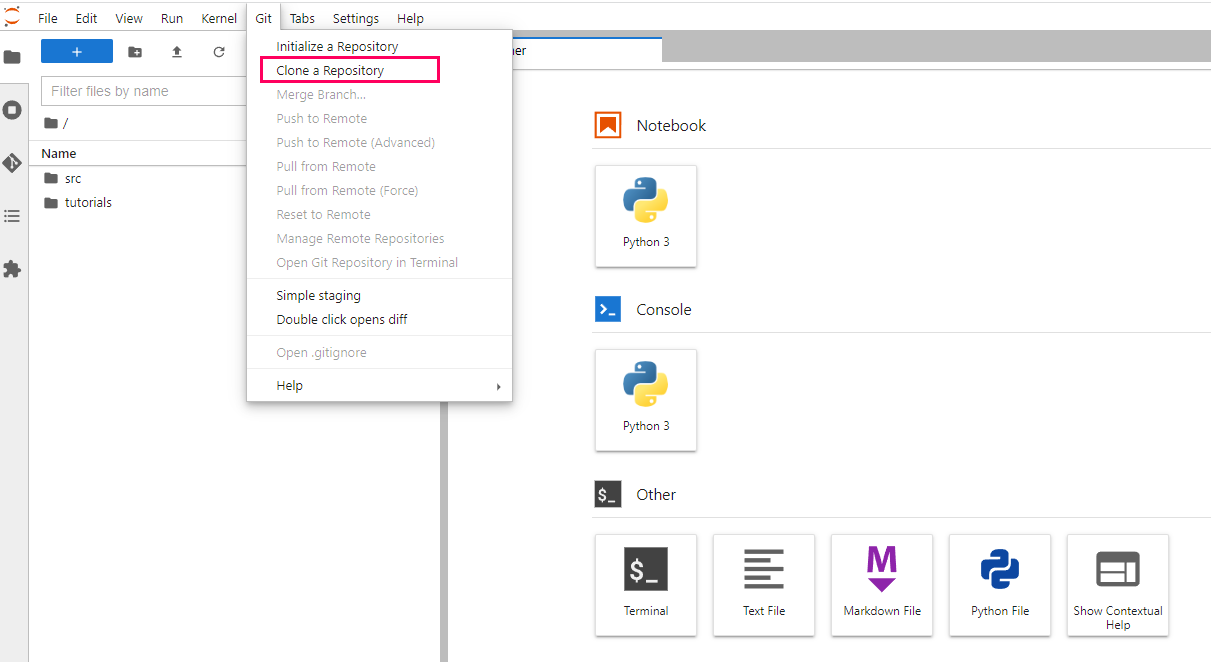 File Edit View Run Kernel Git Tabs Settings Help
Filter files by name
/
Name
src
tutorials
Initialize a Repository
Clone a Repository
Merge Branch...
Push to Remote
Push to Remote (Advanced)
Pull from Remote
Pull from Remote (Force)
Reset to Remote
Manage Remote Repositories
Open Git Repository in Terminal
Simple staging
Double click opens diff
Open .gitignore
Help
Notebook
Python 3
>_ Console
Python 3
$_ Other
$_
Terminal
Text File
M
Markdown File
Python File
Show Contextual
Help